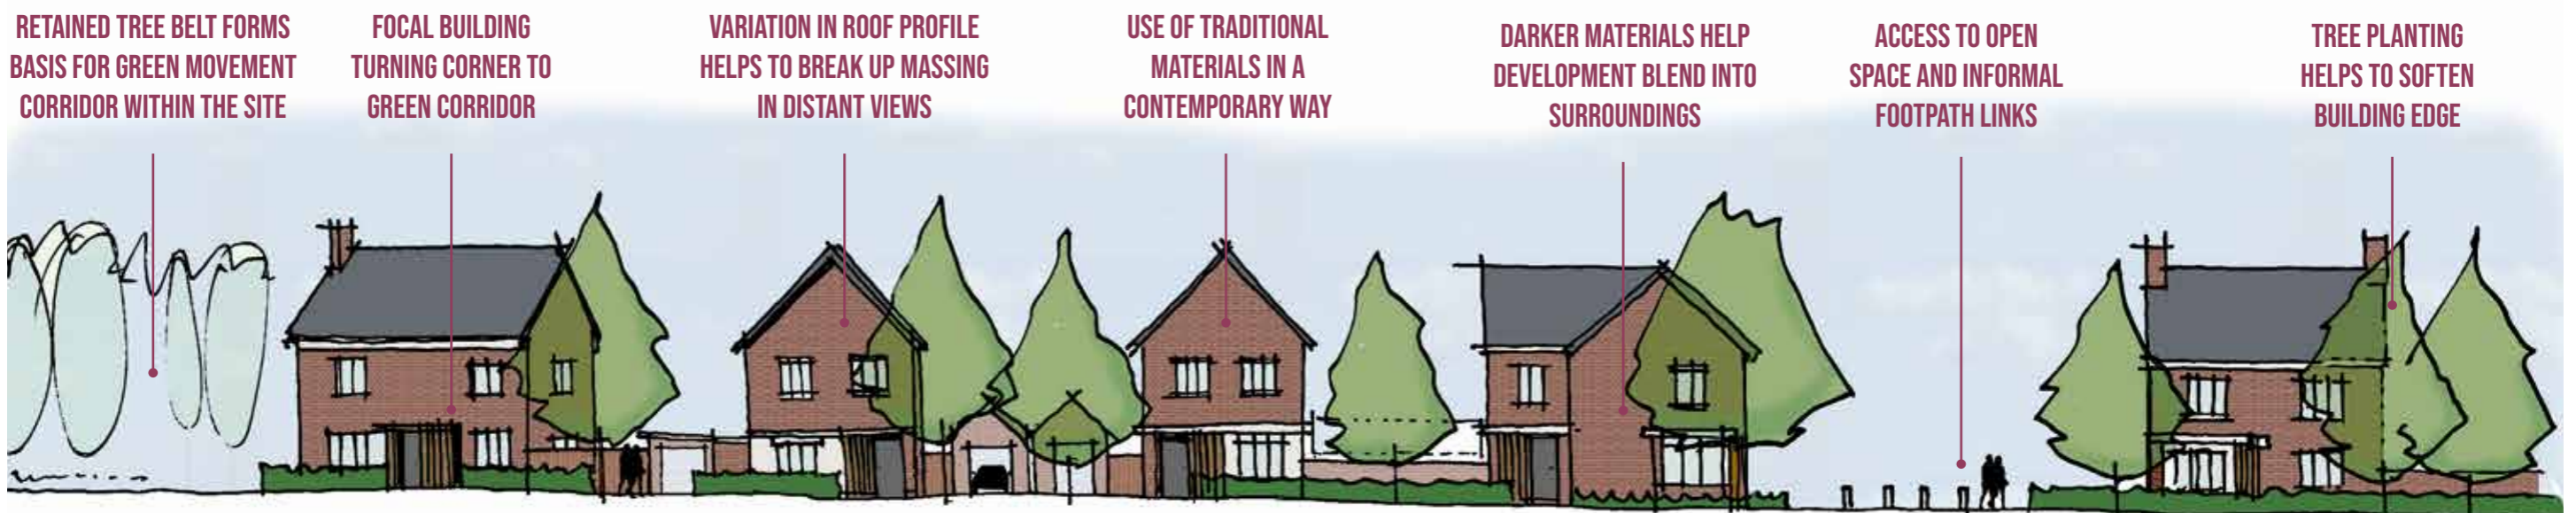 RETAINED TREE BELT FORMS
BASIS FOR GREEN MOVEMENT
CORRIDOR WITHIN THE SITE
FOCAL BUILDING
TURNING CORNER TO
GREEN CORRIDOR
VARIATION IN ROOF PROFILE
HELPS TO BREAK UP MASSING
IN DISTANT VIEWS
USE OF TRADITIONAL
MATERIALS IN A
CONTEMPORARY WAY
DARKER MATERIALS HELP
DEVELOPMENT BLEND INTO
SURROUNDINGS
ACCESS TO OPEN
SPACE AND INFORMAL
FOOTPATH LINKS
TREE PLANTING
HELPS TO SOFTEN
BUILDING EDGE